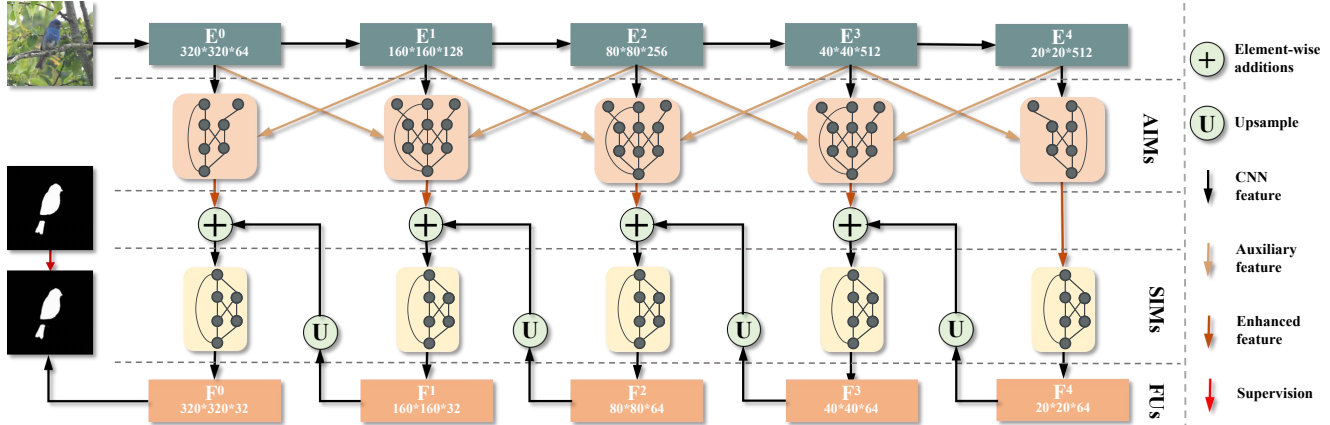 E⁰
320*320*64
E¹
160*160*128
E²
80*80*256
E³
40*40*512
E⁴
20*20*512
AIMs
SIMs
U
U
U
U
F⁰
320*320*32
F¹
160*160*32
F²
80*80*64
F³
40*40*64
F⁴
20*20*64
FUs
Element-wise
additions
U
Upsample
CNN
feature
Auxiliary
feature
Enhanced
feature
Supervision